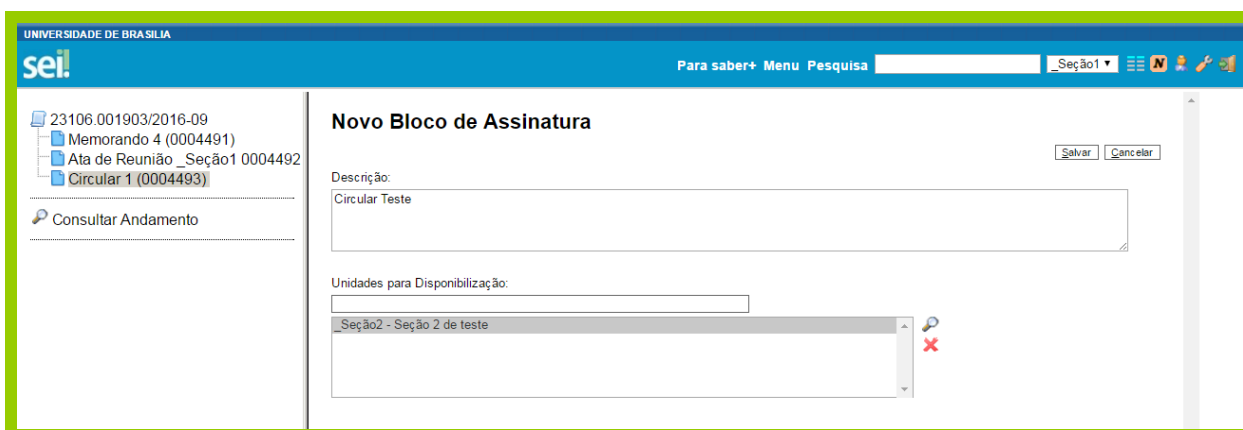 UNIVERSIDADE DE BRASILIA
sei!
Para saber+ Menu Pesquisa
_Seção1
N
23106.001903/2016-09
Memorando 4 (0004491)
Ata de Reunião _Seção1 0004492
Circular 1 (0004493)
Consultar Andamento
Novo Bloco de Assinatura
Salvar Cancelar
Descrição:
Circular Teste
Unidades para Disponibilização:
_Seção2 - Seção 2 de teste